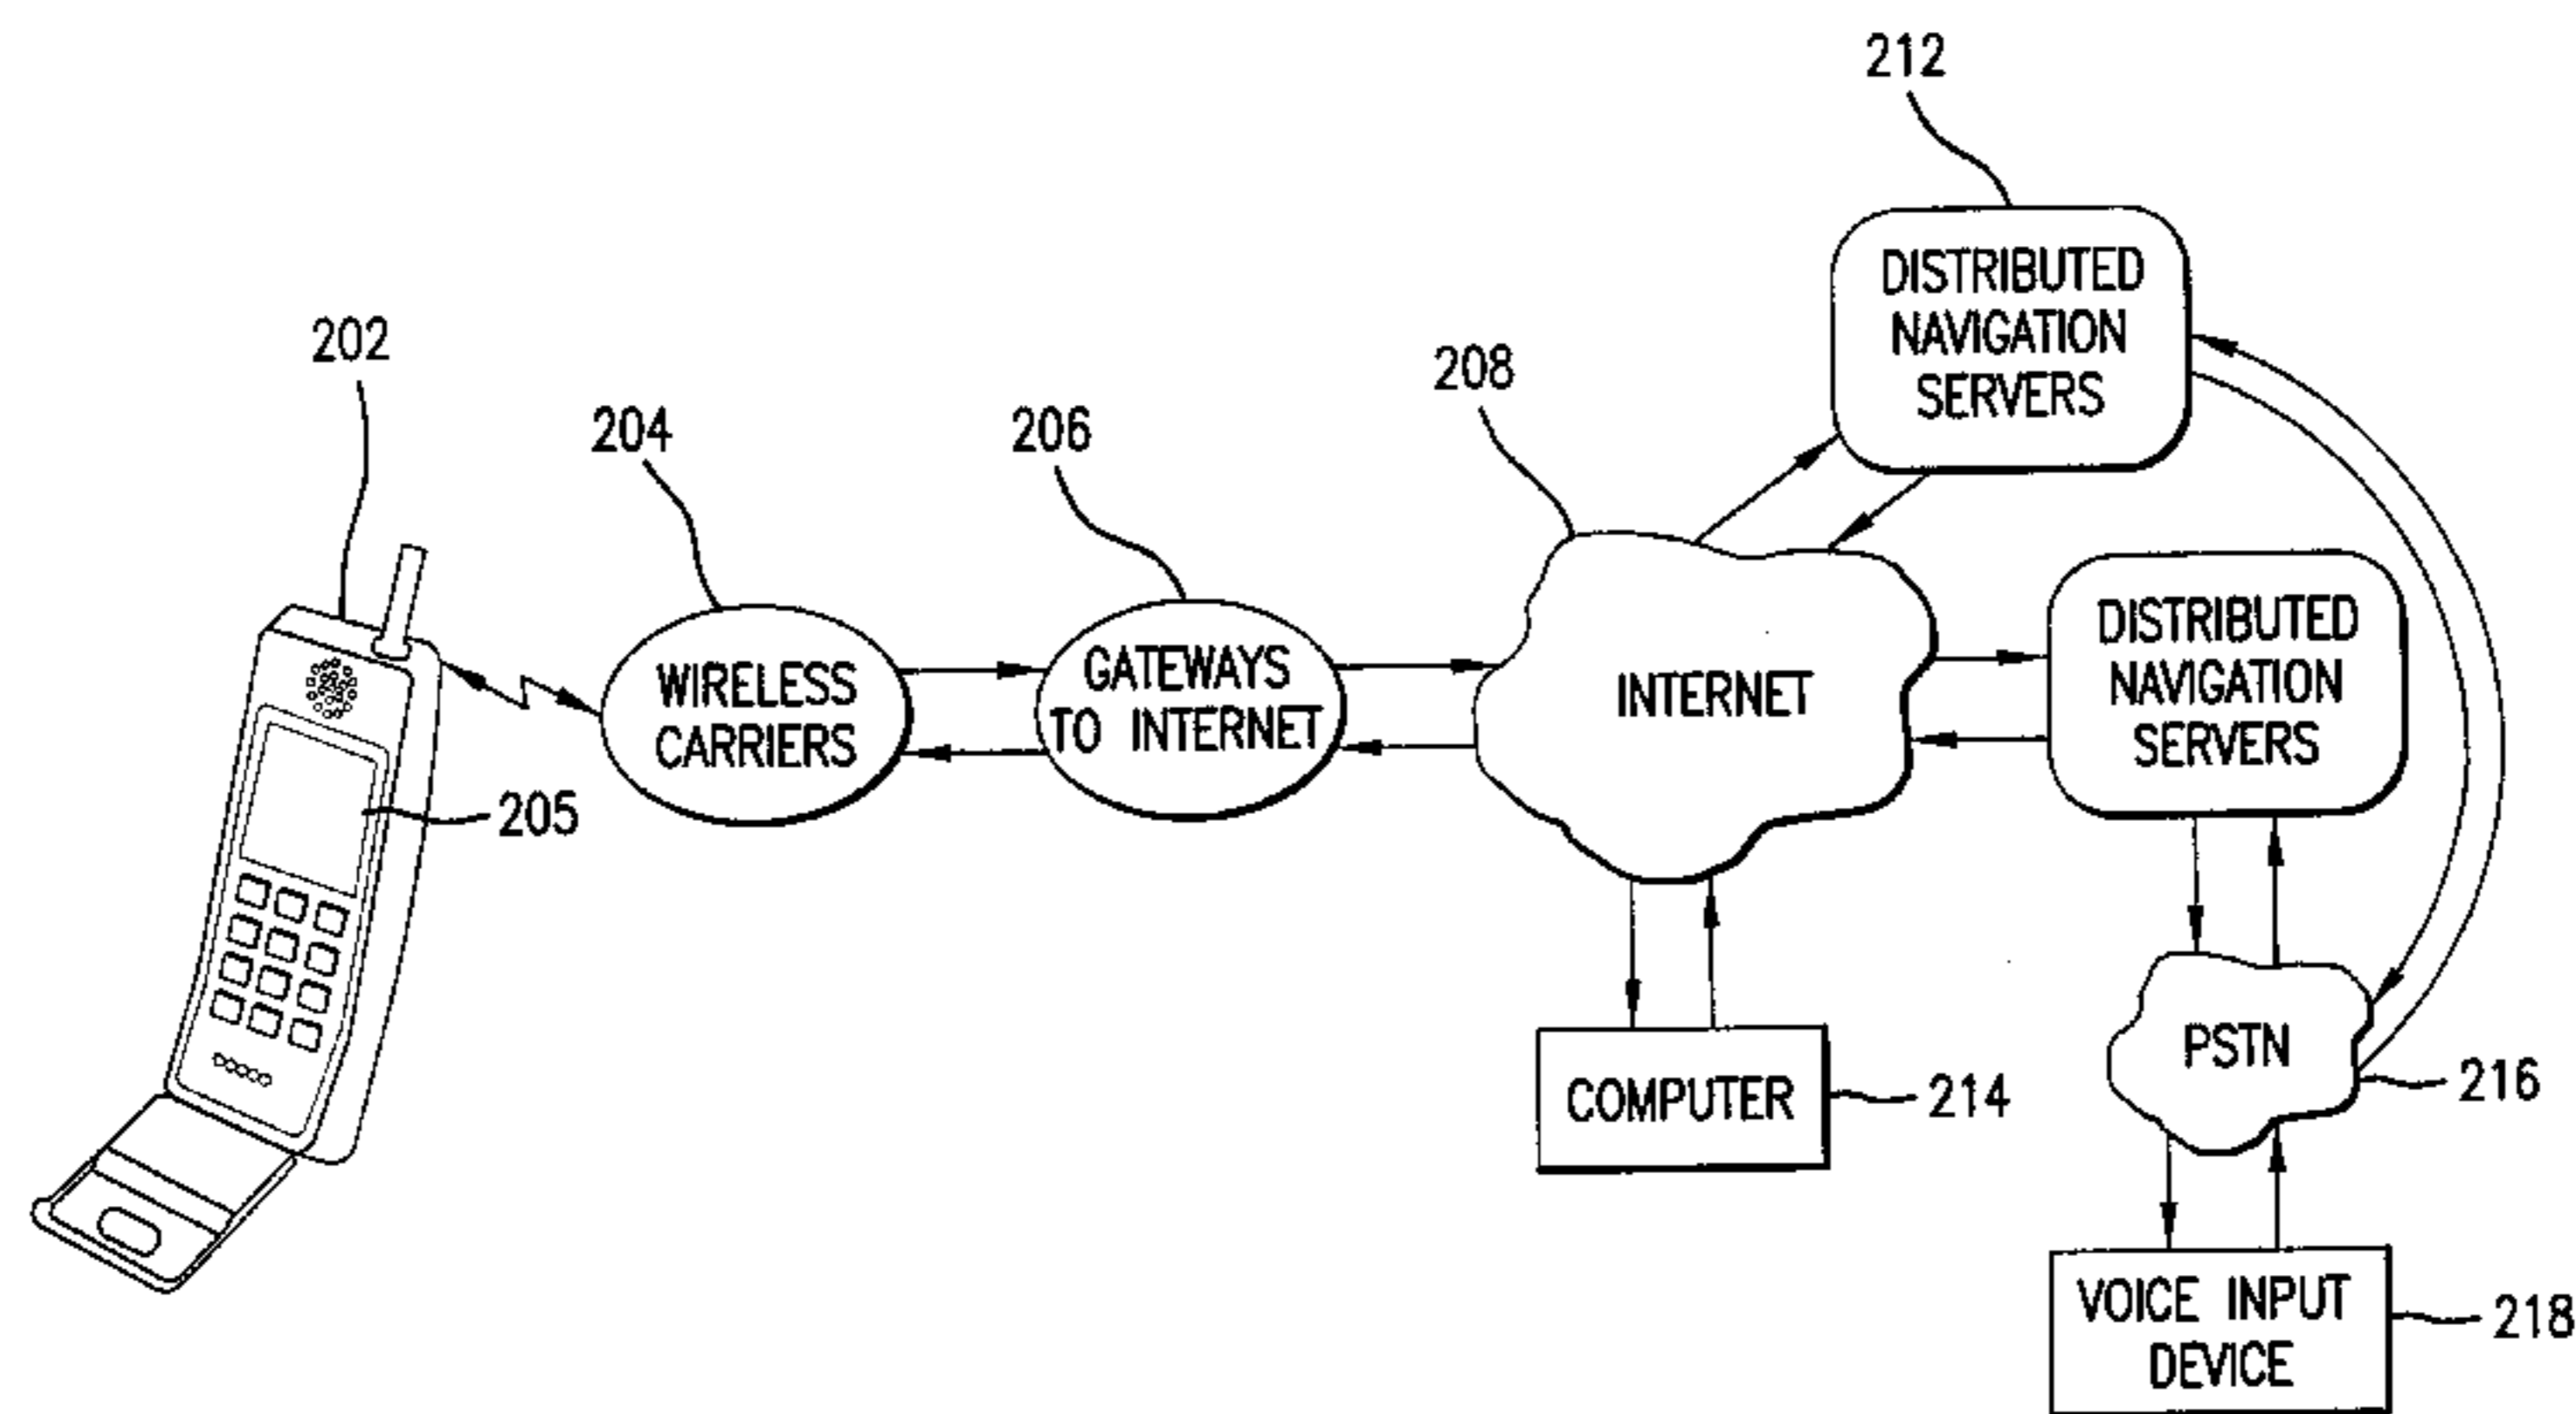 212
DISTRIBUTED
NAVIGATION
SERVERS
202
208
204
206
DISTRIBUTED
NAVIGATION
SERVERS
WIRELESS
CARRIERS
GATEWAYS
TO INTERNET
INTERNET
205
PSTN
216
COMPUTER
214
VOICE INPUT
DEVICE
218